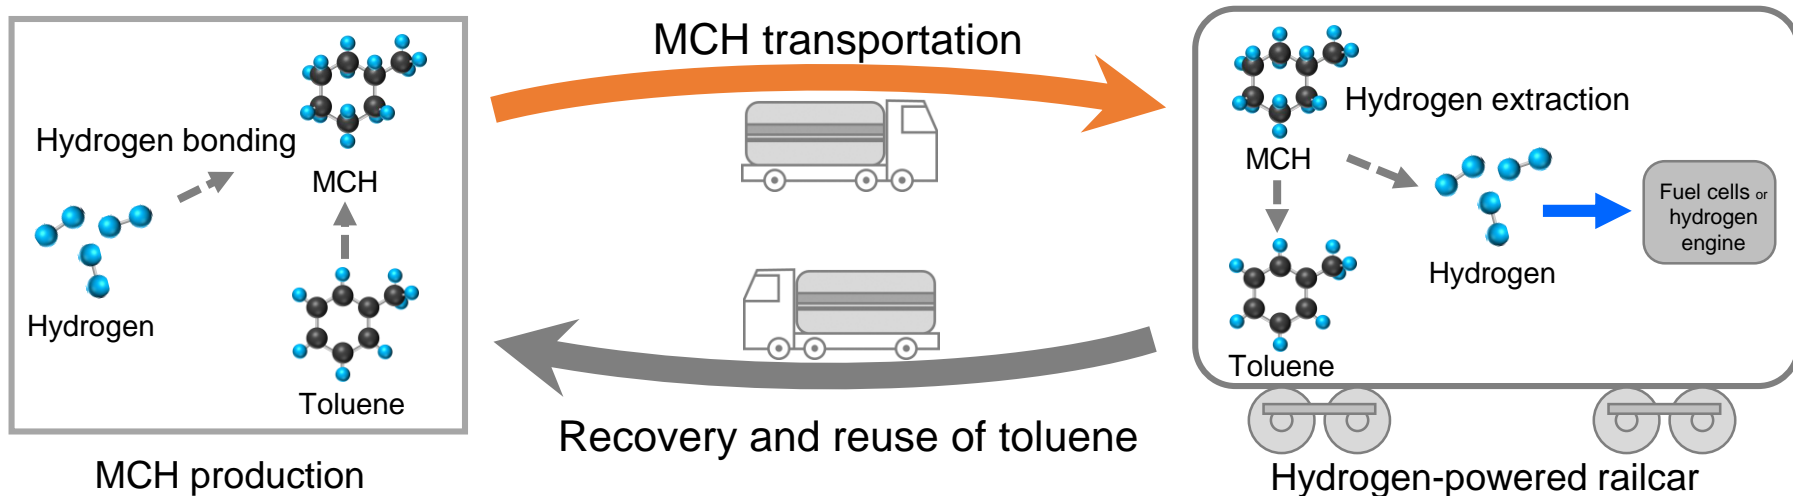 MCH transportation
Hydrogen bonding
MCH
Hydrogen
Toluene
MCH production
Recovery and reuse of toluene
Hydrogen extraction
MCH
Hydrogen
Toluene
Fuel cells or
hydrogen
engine
Hydrogen-powered railcar